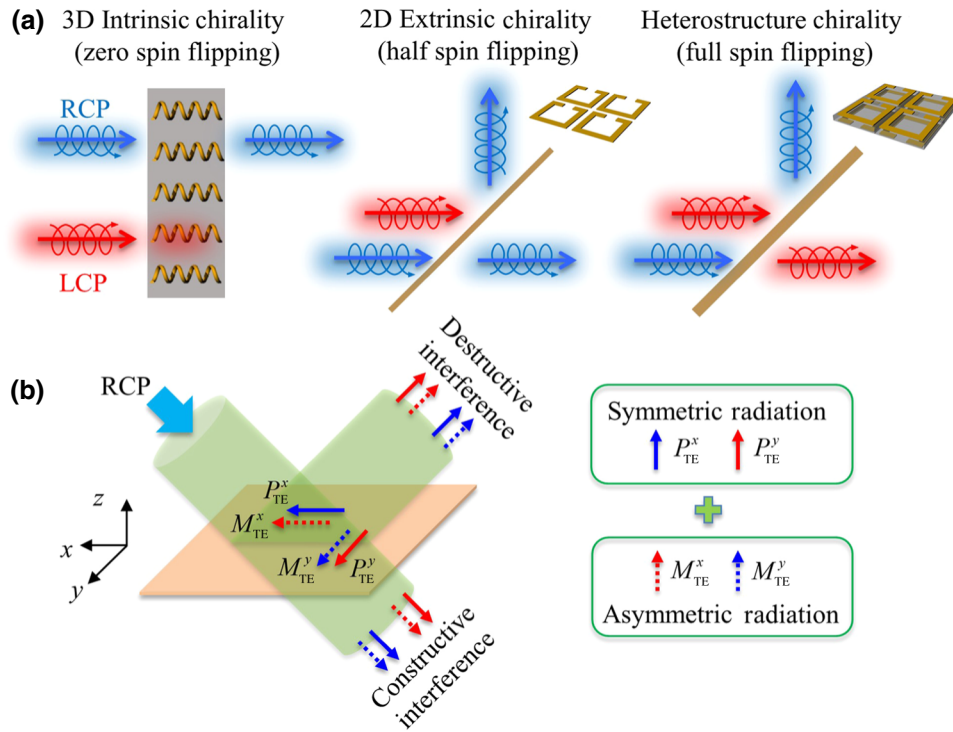 (a)
3D Intrinsic chirality
(zero spin flipping)
2D Extrinsic chirality
(half spin flipping)
Heterostructure chirality
(full spin flipping)
RCP
LCP
(b)
RCP
Destructive
interference
z
x
y
P_TE^x
M_TE^x
M_TE^y
P_TE^y
Constructive
interference
Symmetric radiation
P_TE^x P_TE^y
M_TE^x M_TE^y
Asymmetric radiation